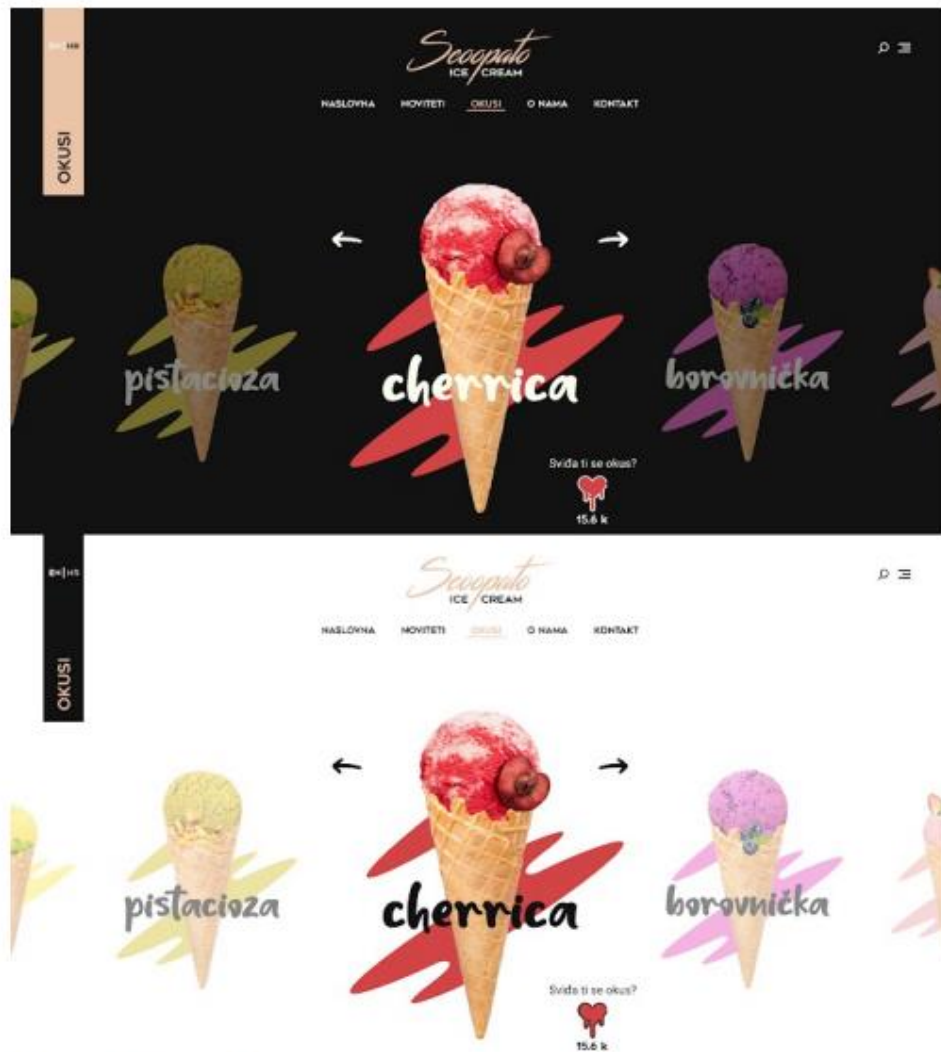 EN|HR
OKUSI
Scoopato
ICE CREAM
NASLOVNA NOVITETI OKUSI O NAMA KONTAKT
pistacioza
cherrica
borovnička
Sviđa ti se okus?
15.6 k
EN|HR
OKUSI
Scoopato
ICE CREAM
NASLOVNA NOVITETI OKUSI O NAMA KONTAKT
pistacioza
cherrica
borovnička
Sviđa ti se okus?
15.6 k